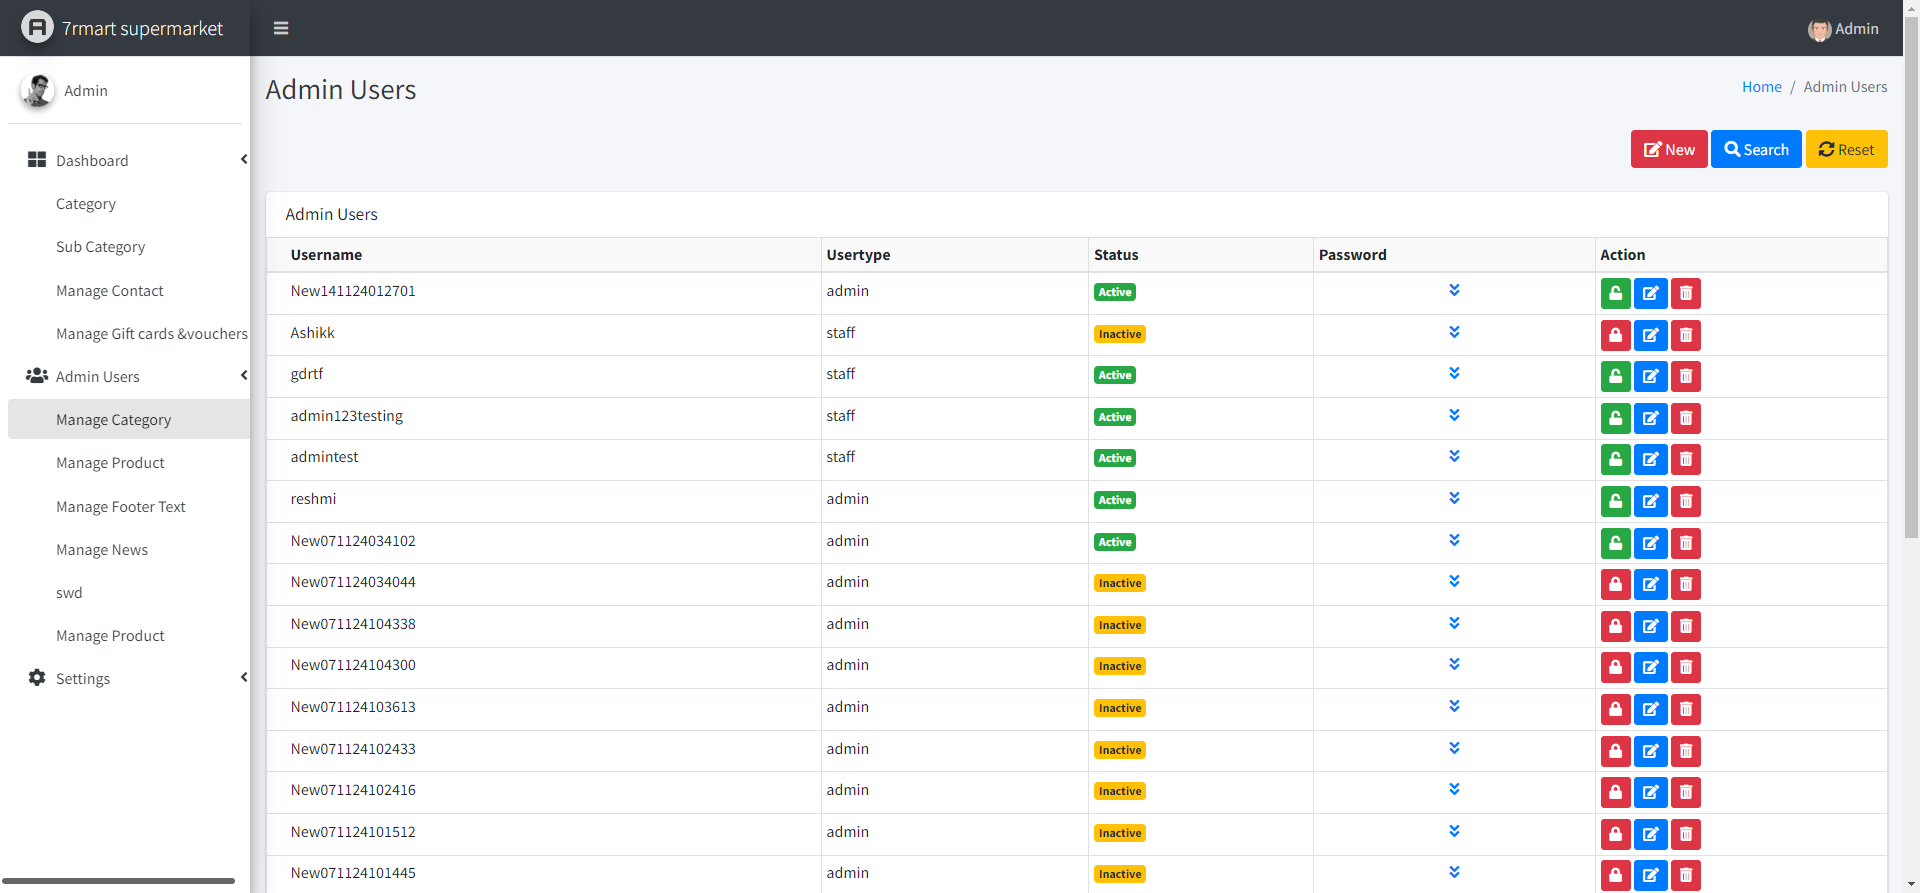 7rmart supermarket
Admin
Admin
Dashboard
Category
Sub Category
Manage Contact
Manage Gift cards &vouchers
Admin Users
Manage Category
Manage Product
Manage Footer Text
Manage News
swd
Manage Product
Settings
Admin Users
Home / Admin Users
New Search Reset
Admin Users
Username Usertype Status Password Action
New141124012701 admin Active
Ashikk staff Inactive
gdrtf staff Active
admin123testing staff Active
admintest staff Active
reshmi admin Active
New071124034102 admin Active
New071124034044 admin Inactive
New071124104338 admin Inactive
New071124104300 admin Inactive
New071124103613 admin Inactive
New071124102433 admin Inactive
New071124102416 admin Inactive
New071124101512 admin Inactive
New071124101445 admin Inactive